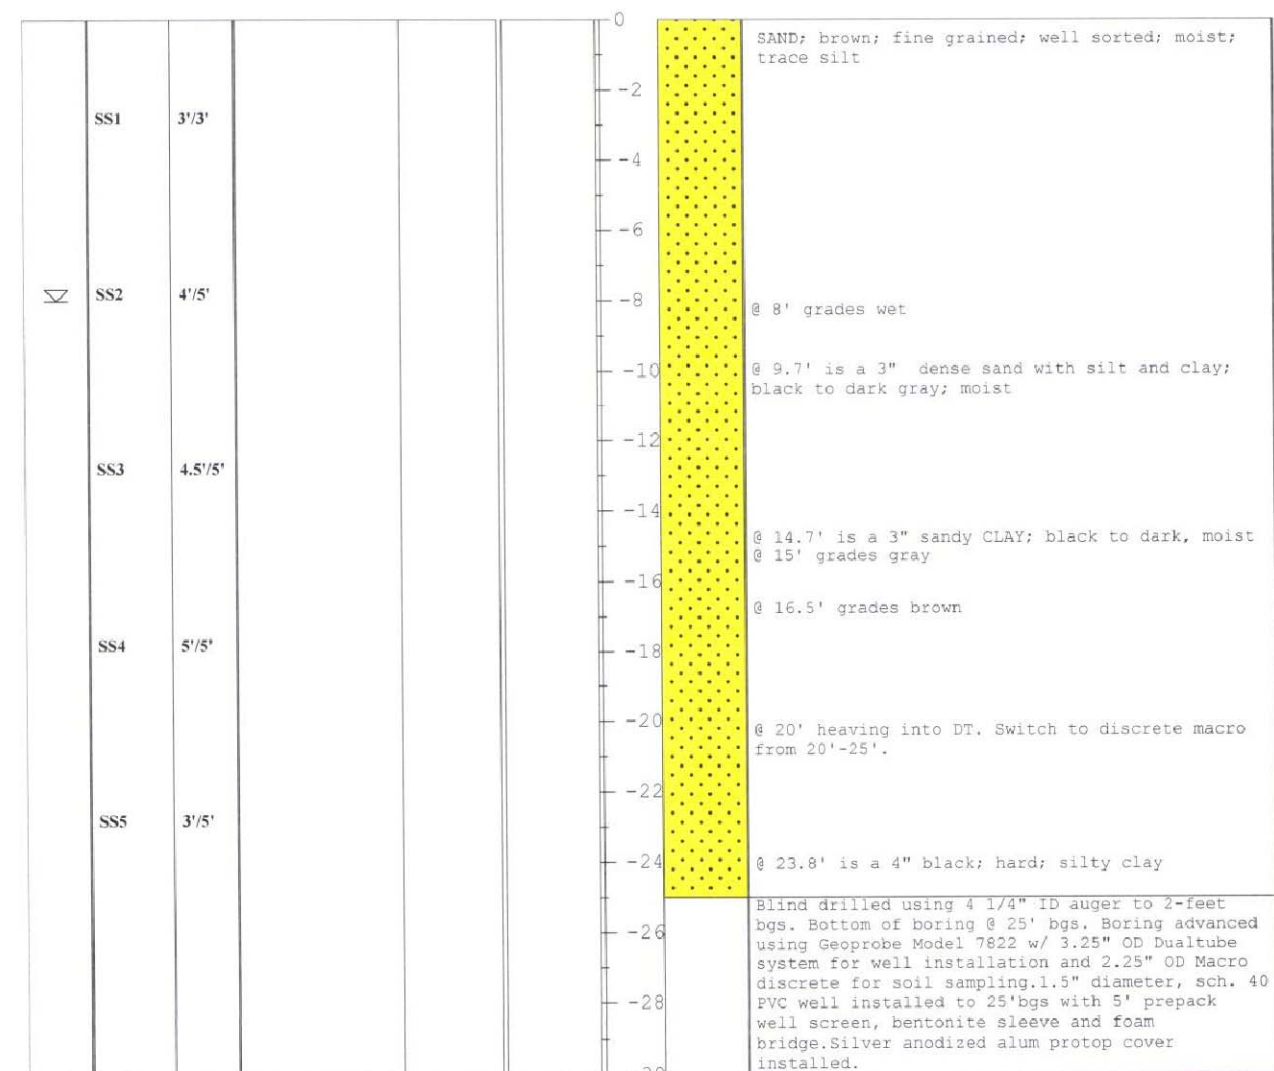 0
SAND; brown; fine grained; well sorted; moist;
trace silt
-2
SS1 3'/3'
-4
-6
SS2 4'/5'
-8
@ 8' grades wet
@ 9.7' is a 3" dense sand with silt and clay;
-10
black to dark gray; moist
-12
SS3 4.5'/5'
-14
@ 14.7' is a 3" sandy CLAY; black to dark, moist
@ 15' grades gray
-16
@ 16.5' grades brown
SS4 5'/5'
-18
-20
@ 20' heaving into DT. Switch to discrete macro
from 20'-25'.
-22
SS5 3'/5'
-24
@ 23.8' is a 4" black; hard; silty clay
Blind drilled using 4 1/4" ID auger to 2-feet
bgs. Bottom of boring @ 25' bgs. Boring advanced
-26
using Geoprobe Model 7822 w/ 3.25" OD Dualtube
system for well installation and 2.25" OD Macro
discrete for soil sampling.1.5" diameter, sch. 40
-28
PVC well installed to 25'bgs with 5' prepack
well screen, bentonite sleeve and foam
bridge.Silver anodized alum protop cover
installed.